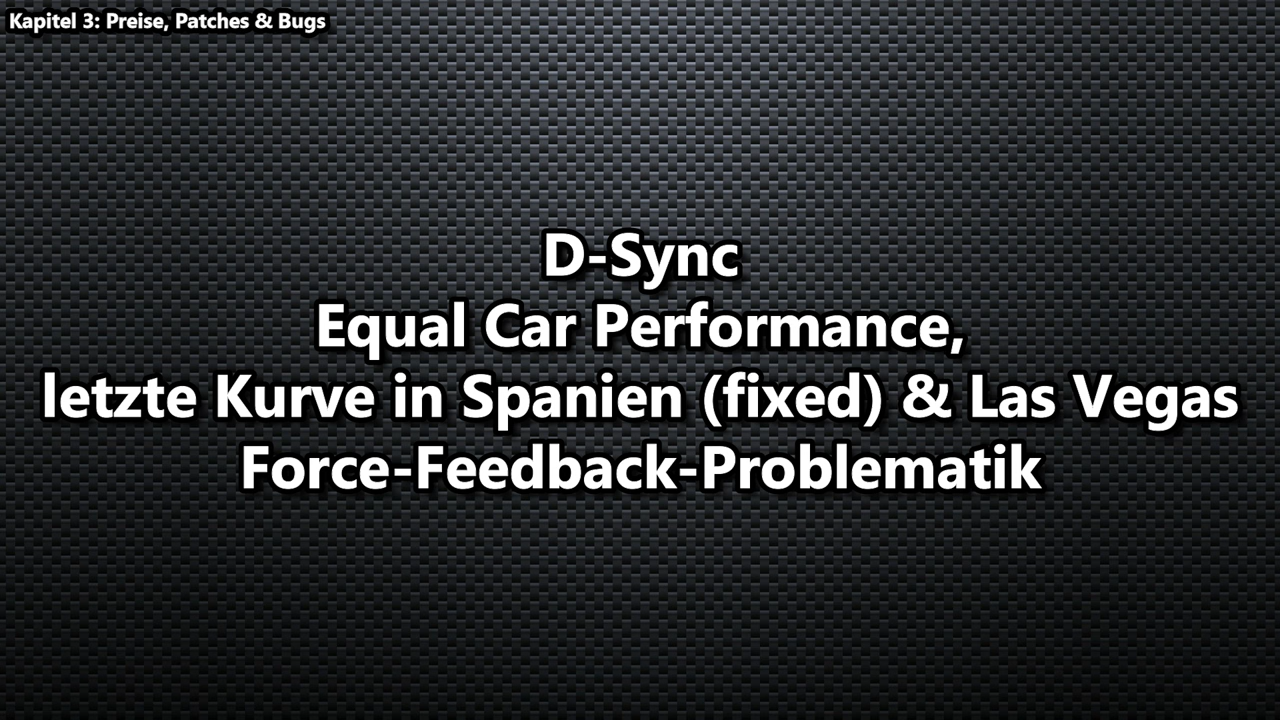 Kapitel 3: Preise, Patches & Bugs
D-Sync
Equal Car Performance,
letzte Kurve in Spanien (fixed) & Las Vegas
Force-Feedback-Problematik